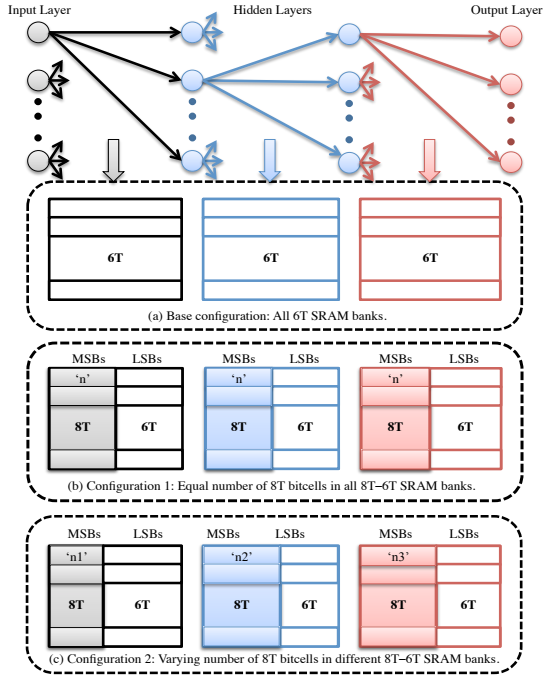 Input Layer Hidden Layers Output Layer
6T 6T 6T
(a) Base configuration: All 6T SRAM banks.
MSBs LSBs MSBs LSBs MSBs LSBs
‘n’ ‘n’ ‘n’
8T 6T 8T 6T 8T 6T
(b) Configuration 1: Equal number of 8T bitcells in all 8T–6T SRAM banks.
MSBs LSBs MSBs LSBs MSBs LSBs
‘n1’ ‘n2’ ‘n3’
8T 6T 8T 6T 8T 6T
(c) Configuration 2: Varying number of 8T bitcells in different 8T–6T SRAM banks.